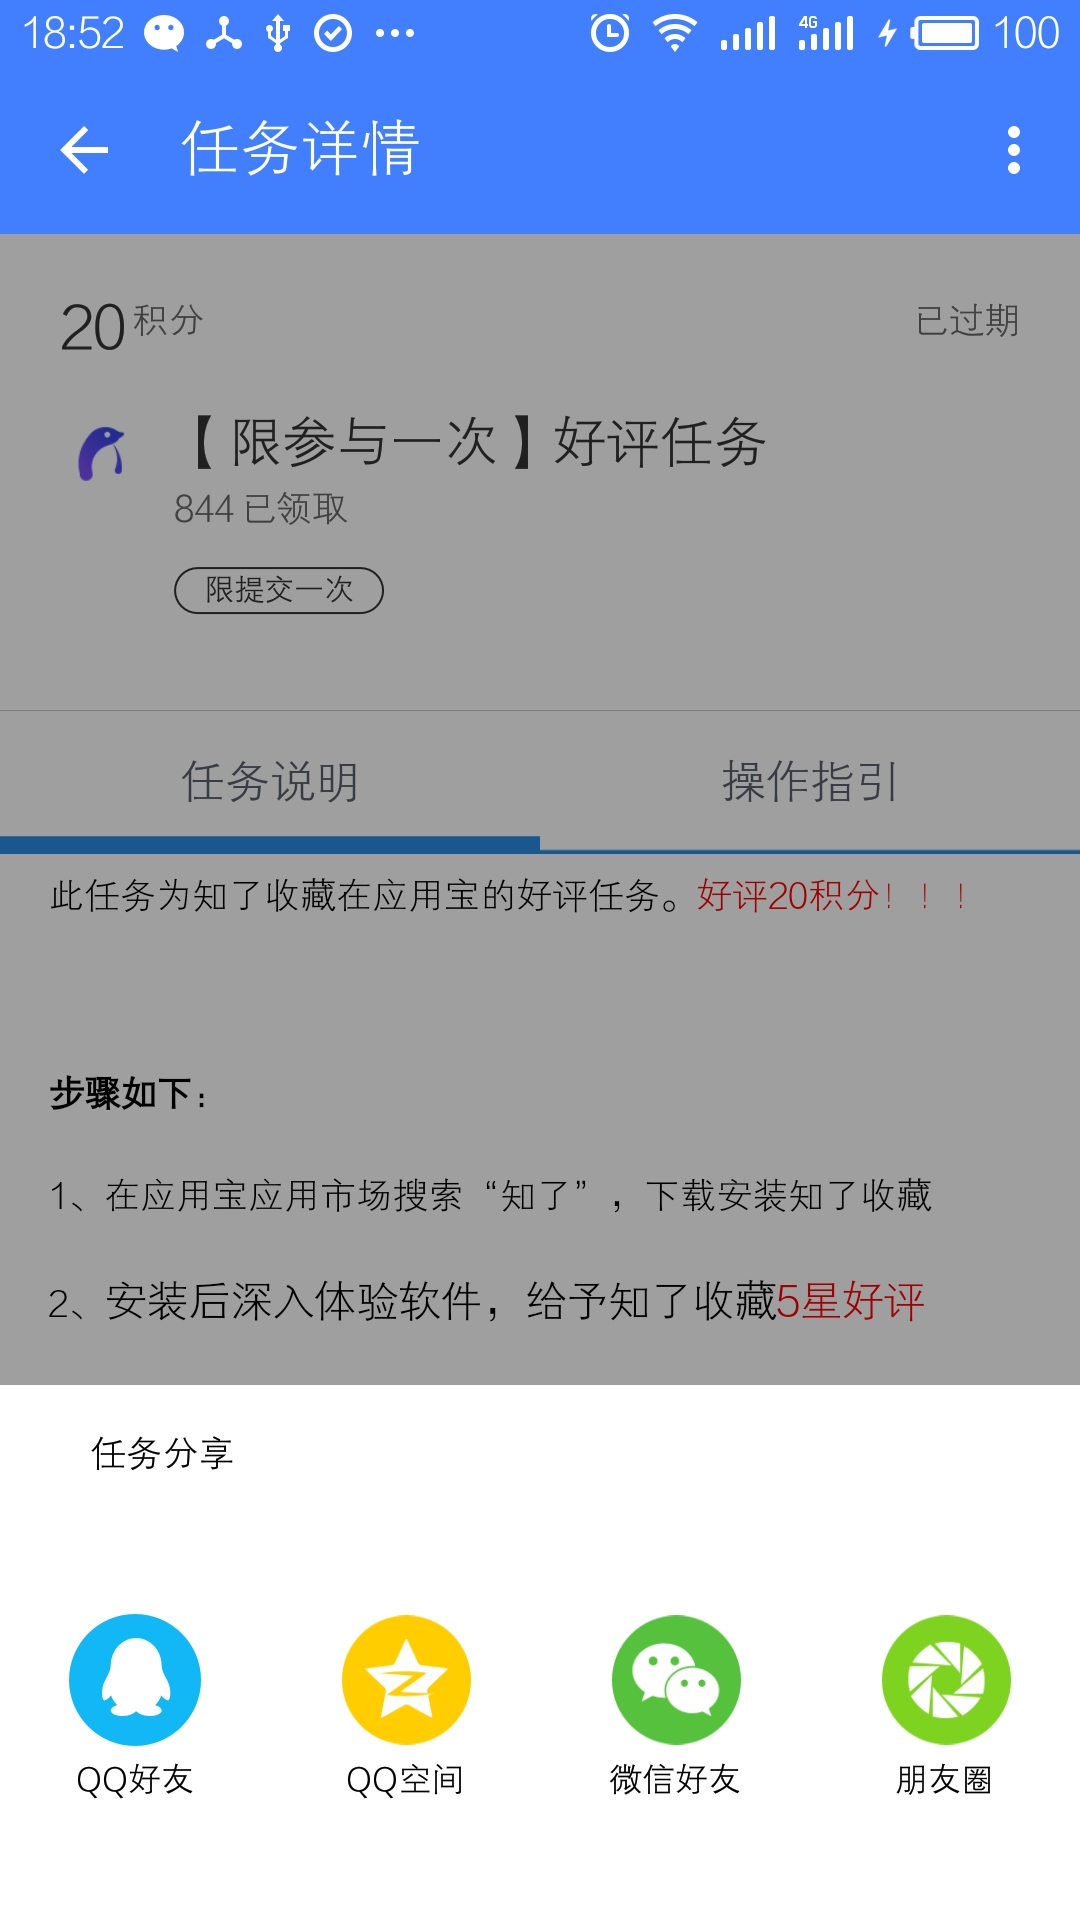 18:52
4G
100
任务详情
20积分
已过期
【限参与一次】好评任务
844 已领取
限提交一次
任务说明
操作指引
此任务为知了收藏在应用宝的好评任务。好评20积分！！！
步骤如下：
1、在应用宝应用市场搜索“知了”，下载安装知了收藏
2、安装后深入体验软件，给予知了收藏5星好评
任务分享
QQ好友
QQ空间
微信好友
朋友圈